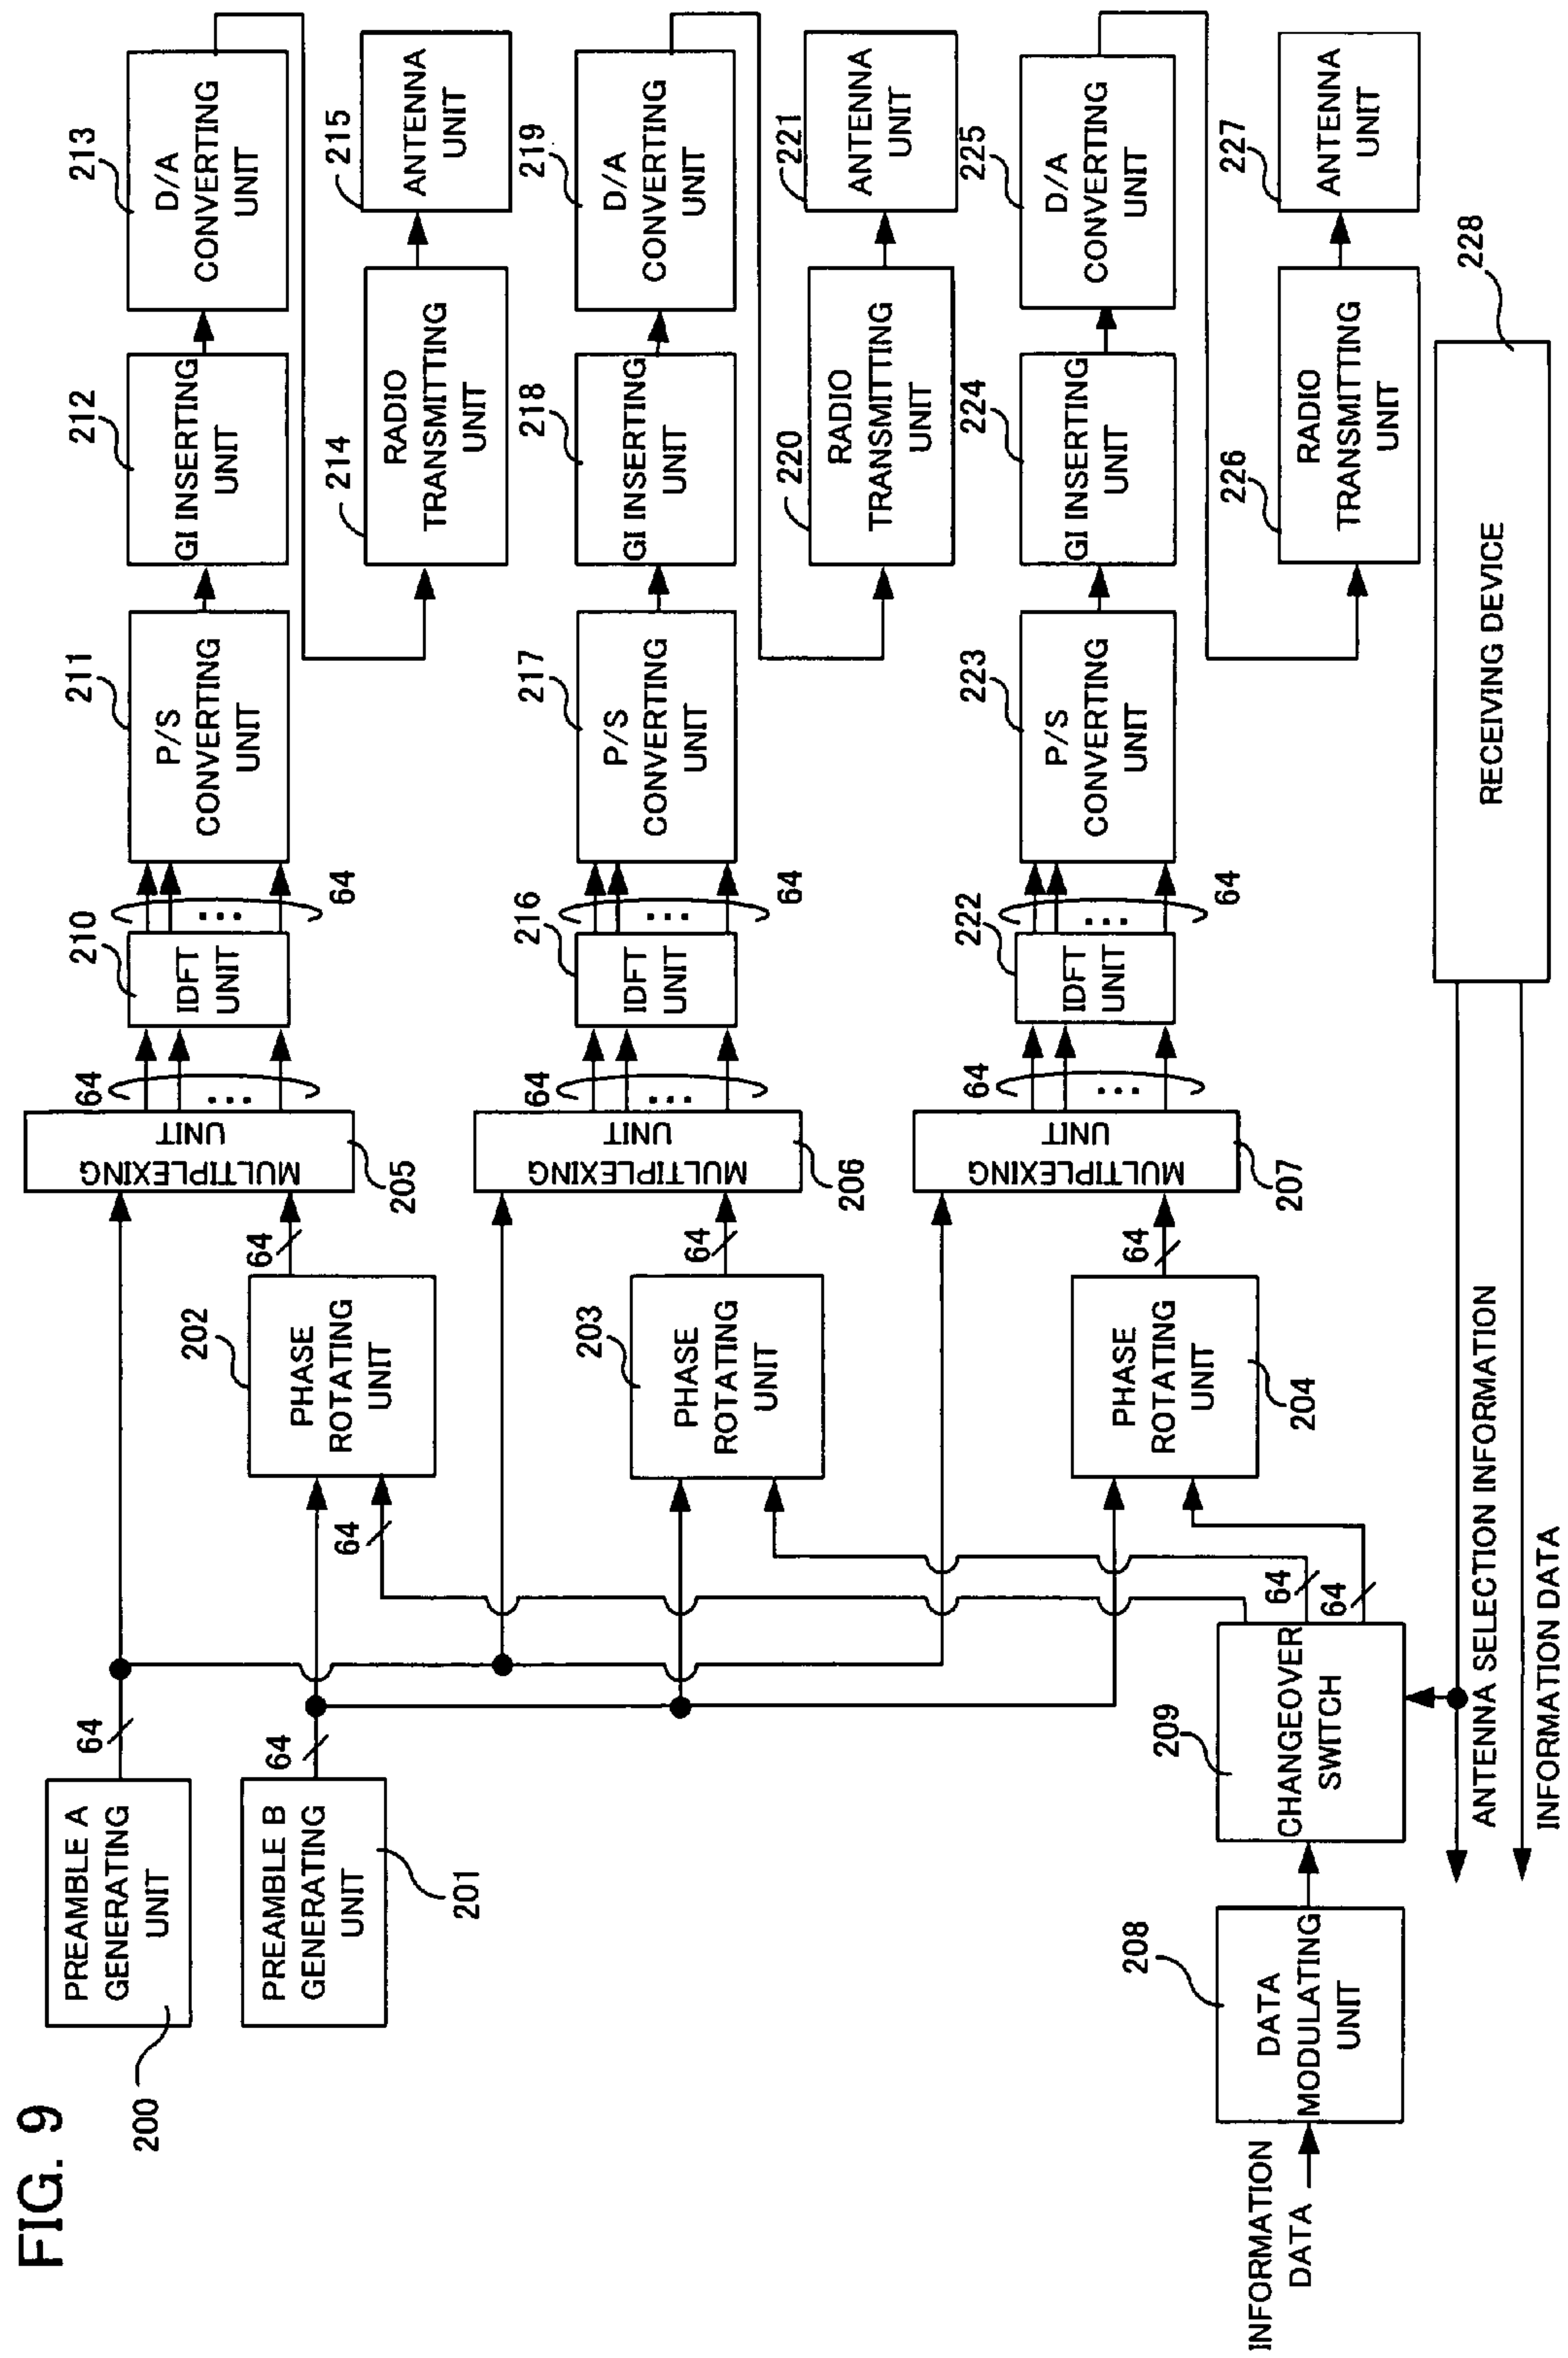 FIG. 9
200
PREAMBLE A
GENERATING
UNIT
64
PREAMBLE B
GENERATING
UNIT
201
64
INFORMATION
DATA
208
DATA
MODULATING
UNIT
209
CHANGEOVER
SWITCH
64
64
64
202
PHASE
ROTATING
UNIT
64
203
PHASE
ROTATING
UNIT
64
204
PHASE
ROTATING
UNIT
64
MULTIPLEXING
UNIT
205
64
210
IDFT
UNIT
64
211
P/S
CONVERTING
UNIT
212
GI INSERTING
UNIT
213
D/A
CONVERTING
UNIT
214
RADIO
TRANSMITTING
UNIT
215
ANTENNA
UNIT
MULTIPLEXING
UNIT
206
64
216
IDFT
UNIT
64
217
P/S
CONVERTING
UNIT
218
GI INSERTING
UNIT
219
D/A
CONVERTING
UNIT
220
RADIO
TRANSMITTING
UNIT
221
ANTENNA
UNIT
MULTIPLEXING
UNIT
207
64
222
IDFT
UNIT
64
223
P/S
CONVERTING
UNIT
224
GI INSERTING
UNIT
225
D/A
CONVERTING
UNIT
226
RADIO
TRANSMITTING
UNIT
227
ANTENNA
UNIT
228
RECEIVING DEVICE
ANTENNA SELECTION INFORMATION
INFORMATION DATA